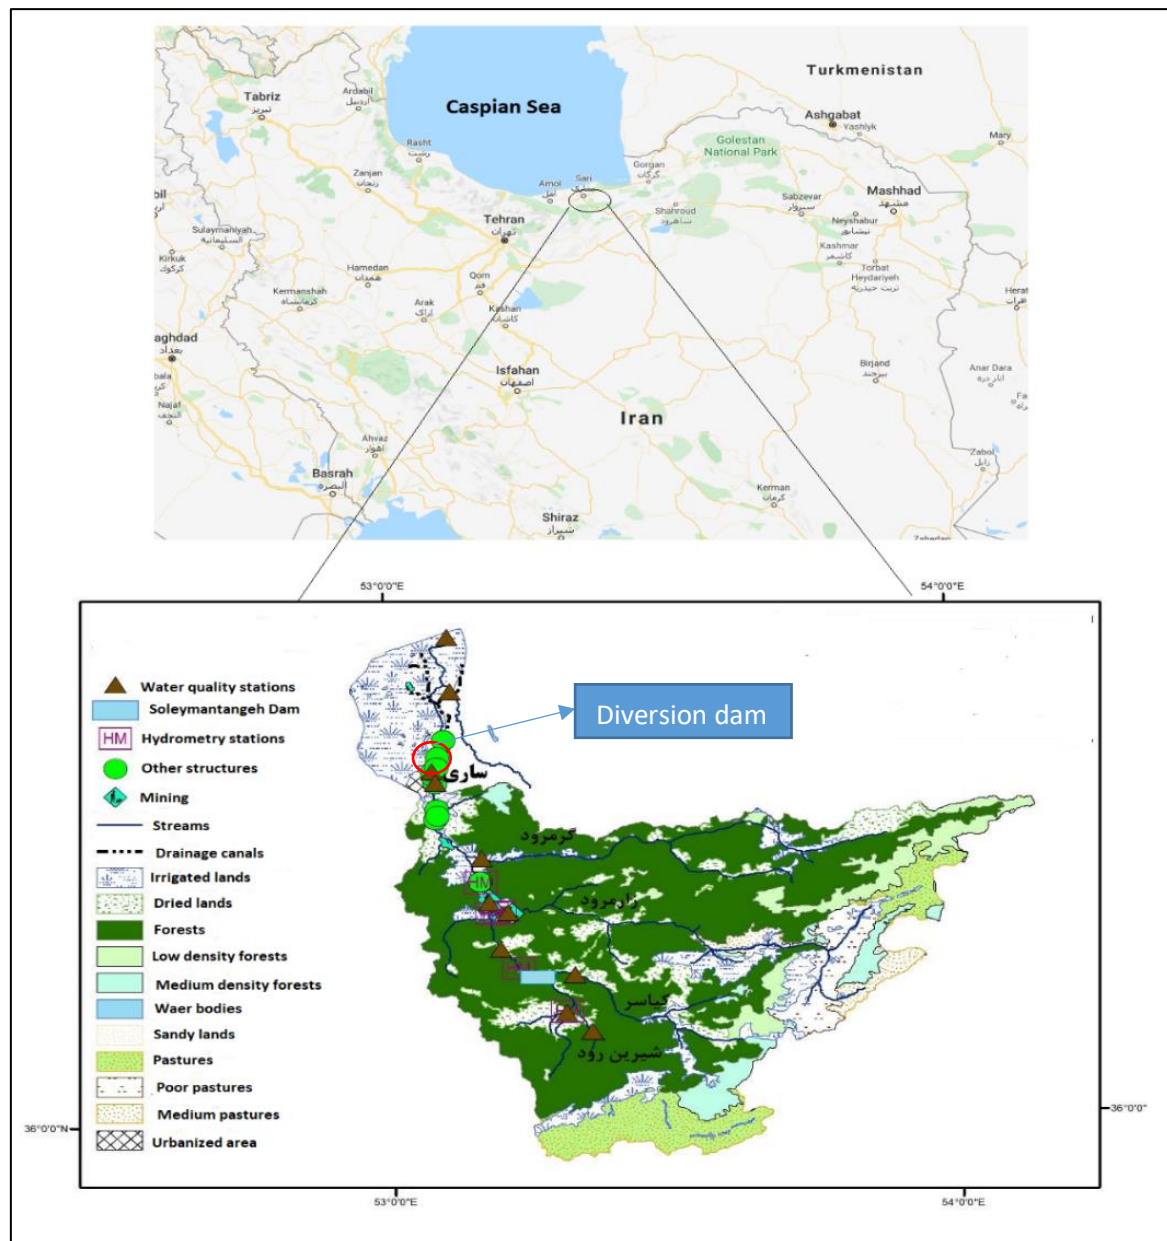 Caspian Sea
Turkmenistan
Tabriz
تبریز
Ardabil
اردبیل
Ashgabat
Yashlyk
Mary
Rasht
رشت
Golestan
National Park
Gorgan
گرگان
Zanjan
زنجان
Amol
آمل
Sari
ساری
Mashhad
مشهد
Sabzevar
سبزوار
Shahroud
شاهرود
Neyshabur
نیشابور
Tehran
تهران
Sulaymaniyah
السليمانية
Kirkuk
كركوك
Kashmar
کاشمر
Hamedan
همدان
Qom
قم
Torbat
Heydariyeh
تربت حیدریه
Kermanshah
کرمانشاه
Arak
اراک
Kashan
کاشان
Herat
هرات
aghdad
بغداد
Isfahan
اصفهان
Birjand
بیرجند
Anar Dara
انار دره
Najaf
النجف
Iran
Ahvaz
اهواز
Basrah
البصرة
Zabol
زابل
Kerman
کرمان
Shiraz
شیراز
53°0'0"E
54°0'0"E
Water quality stations
Soleymantangeh Dam
HM
Hydrometry stations
Other structures
Mining
Streams
Drainage canals
Irrigated lands
Dried lands
Forests
Low density forests
Medium density forests
Waer bodies
Sandy lands
Pastures
Poor pastures
Medium pastures
Urbanized area
Diversion dam
ساری
گرمرود
HM
زارمرود
HM
کیاسر
شیرین رود
36°0'0"N
36°0'0"
53°0'0"E
54°0'0"E